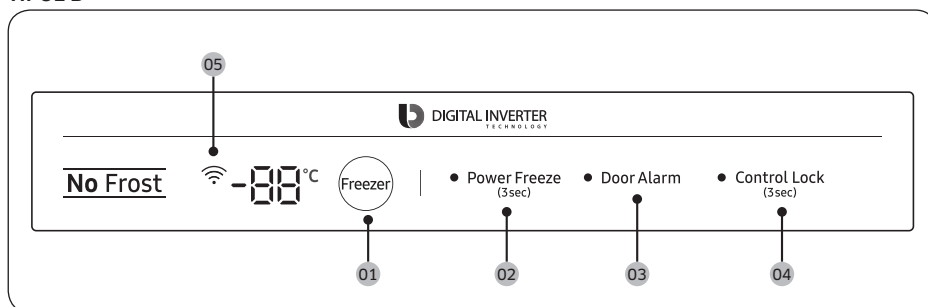 05
DIGITAL INVERTER
TECHNOLOGY
No Frost
-88°C
Freezer
Power Freeze
(3sec)
Door Alarm
Control Lock
(3sec)
01
02
03
04